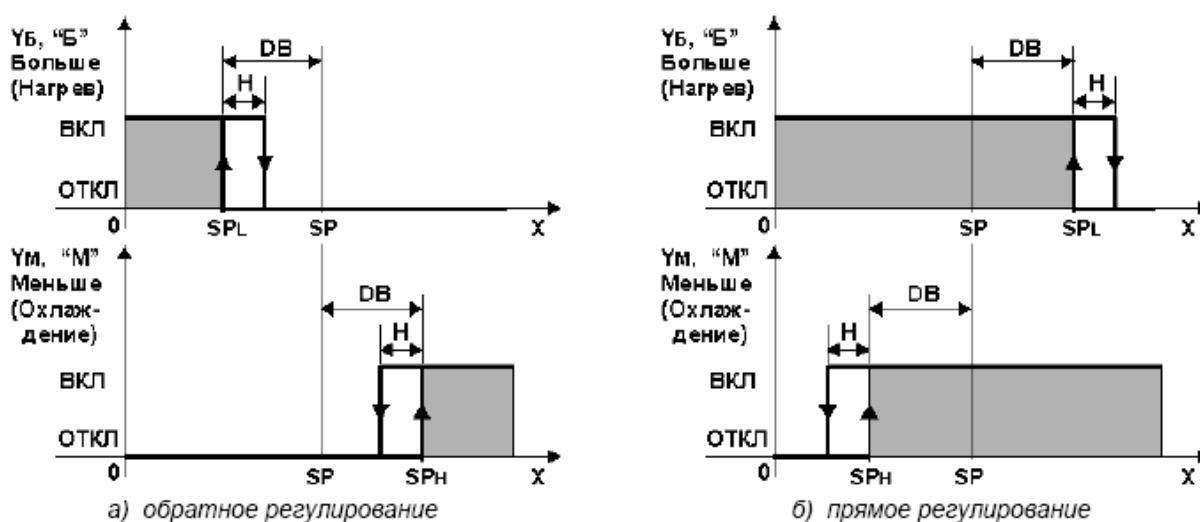 Yб, “Б”
Больше
(Нагрев)
ВКЛ
ОТКЛ
0
DB
H
SPL
SP
X
Yм, “М”
Меньше
(Охлаж-
дение)
ВКЛ
ОТКЛ
0
DB
H
SP
SPH
X
а) обратное регулирование
Yб, “Б”
Больше
(Нагрев)
ВКЛ
ОТКЛ
0
DB
H
SP
SPL
X
Yм, “М”
Меньше
(Охлаж-
дение)
ВКЛ
ОТКЛ
0
DB
H
SPH
SP
X
б) прямое регулирование